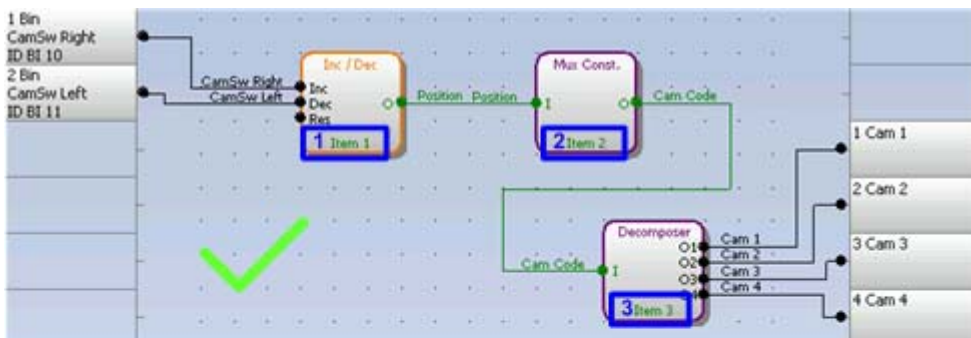 1 Bin
CamSw Right
ID BI 10
2 Bin
CamSw Left
ID BI 11
CamSw Right
CamSw Left
Inc / Dec
Inc
Dec
Res
O
1 Item 1
Position
Position
Mux Const.
I
O
2 Item 2
Cam Code
Cam Code
Decomposer
I
O1
O2
O3
3 Item 3
Cam 1
Cam 2
Cam 3
Cam 4
1 Cam 1
2 Cam 2
3 Cam 3
4 Cam 4